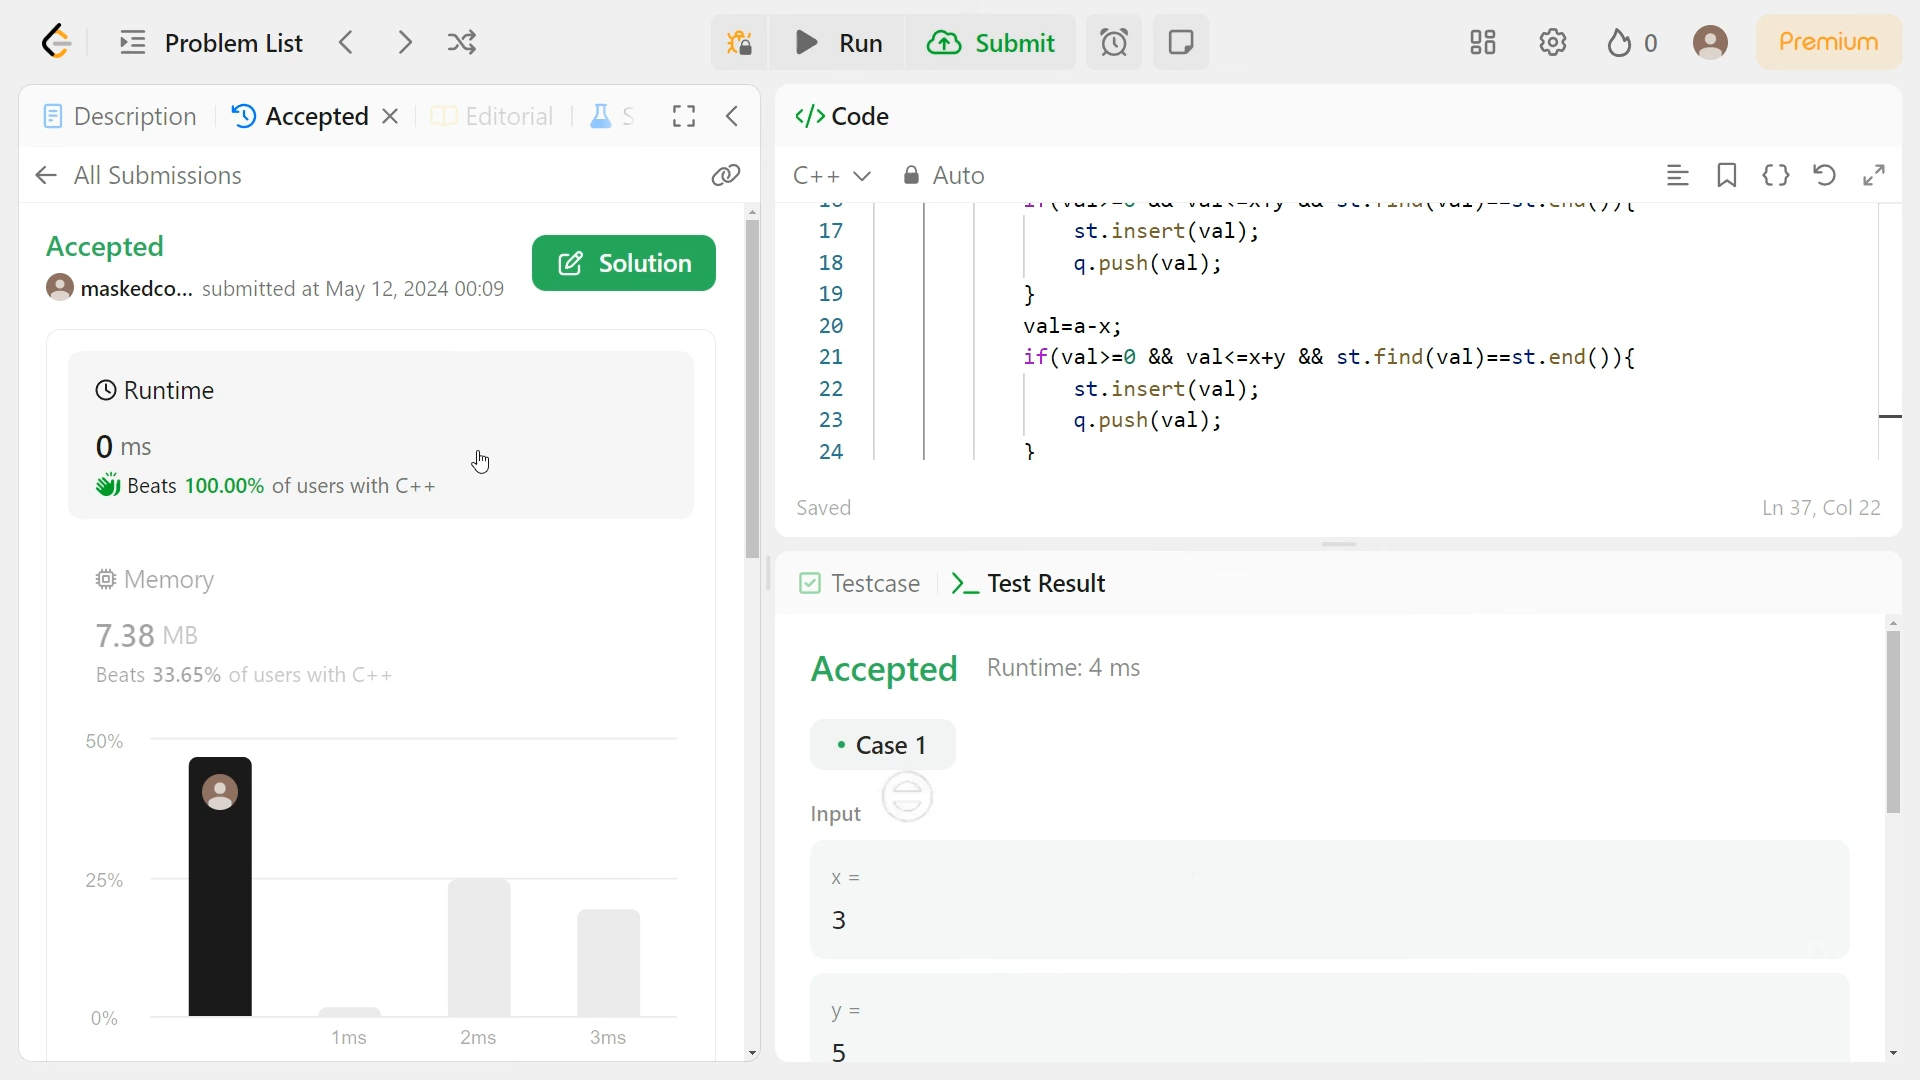 Problem List
Run
Submit
0
Premium
Description
Accepted
Editorial
S
All Submissions
Accepted
maskedco... submitted at May 12, 2024 00:09
Solution
Runtime
0 ms
Beats 100.00% of users with C++
Memory
7.38 MB
Beats 33.65% of users with C++
50%
25%
0%
1ms
2ms
3ms
</> Code
C++
Auto
17 st.insert(val);
18 q.push(val);
19 }
20 val=a-x;
21 if(val>=0 && val<=x+y && st.find(val)==st.end()){
22 st.insert(val);
23 q.push(val);
24 }
Saved
Ln 37, Col 22
Testcase
Test Result
Accepted Runtime: 4 ms
• Case 1
Input
x =
3
y =
5